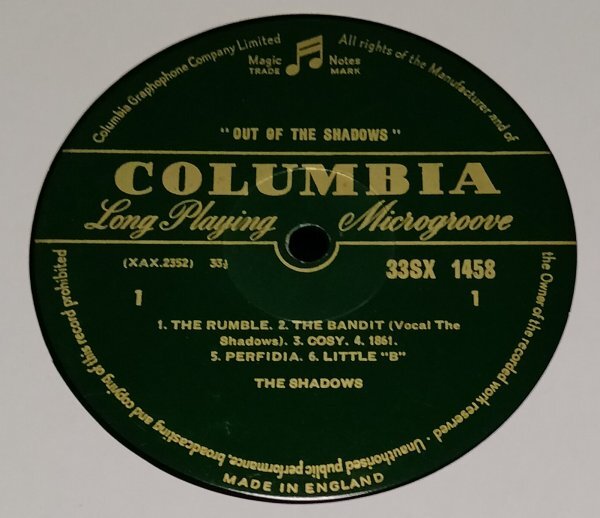 Columbia Graphophone Company Limited
All rights of the Manufacturer and of
the Owner of the recorded work reserved · Unauthorised public performance, broadcasting and copying of this record prohibited
Magic Notes
TRADE MARK
"OUT OF THE SHADOWS"
COLUMBIA
Long Playing Microgroove
(XAX.2352) 33⅓ 33SX 1458
1 1
1. THE RUMBLE. 2. THE BANDIT (Vocal The
Shadows). 3. COSY. 4. 1861.
5. PERFIDIA. 6. LITTLE "B"
THE SHADOWS
MADE IN ENGLAND